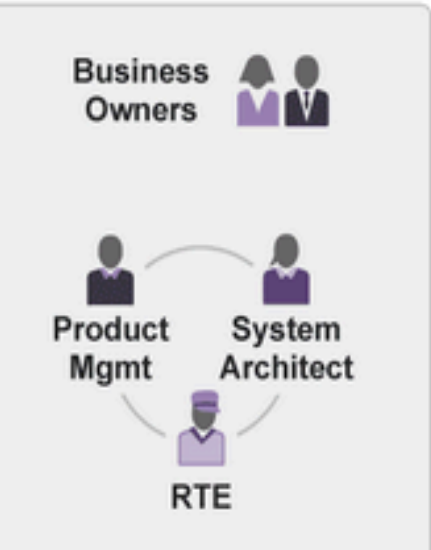 Business
Owners
Product
Mgmt
System
Architect
RTE